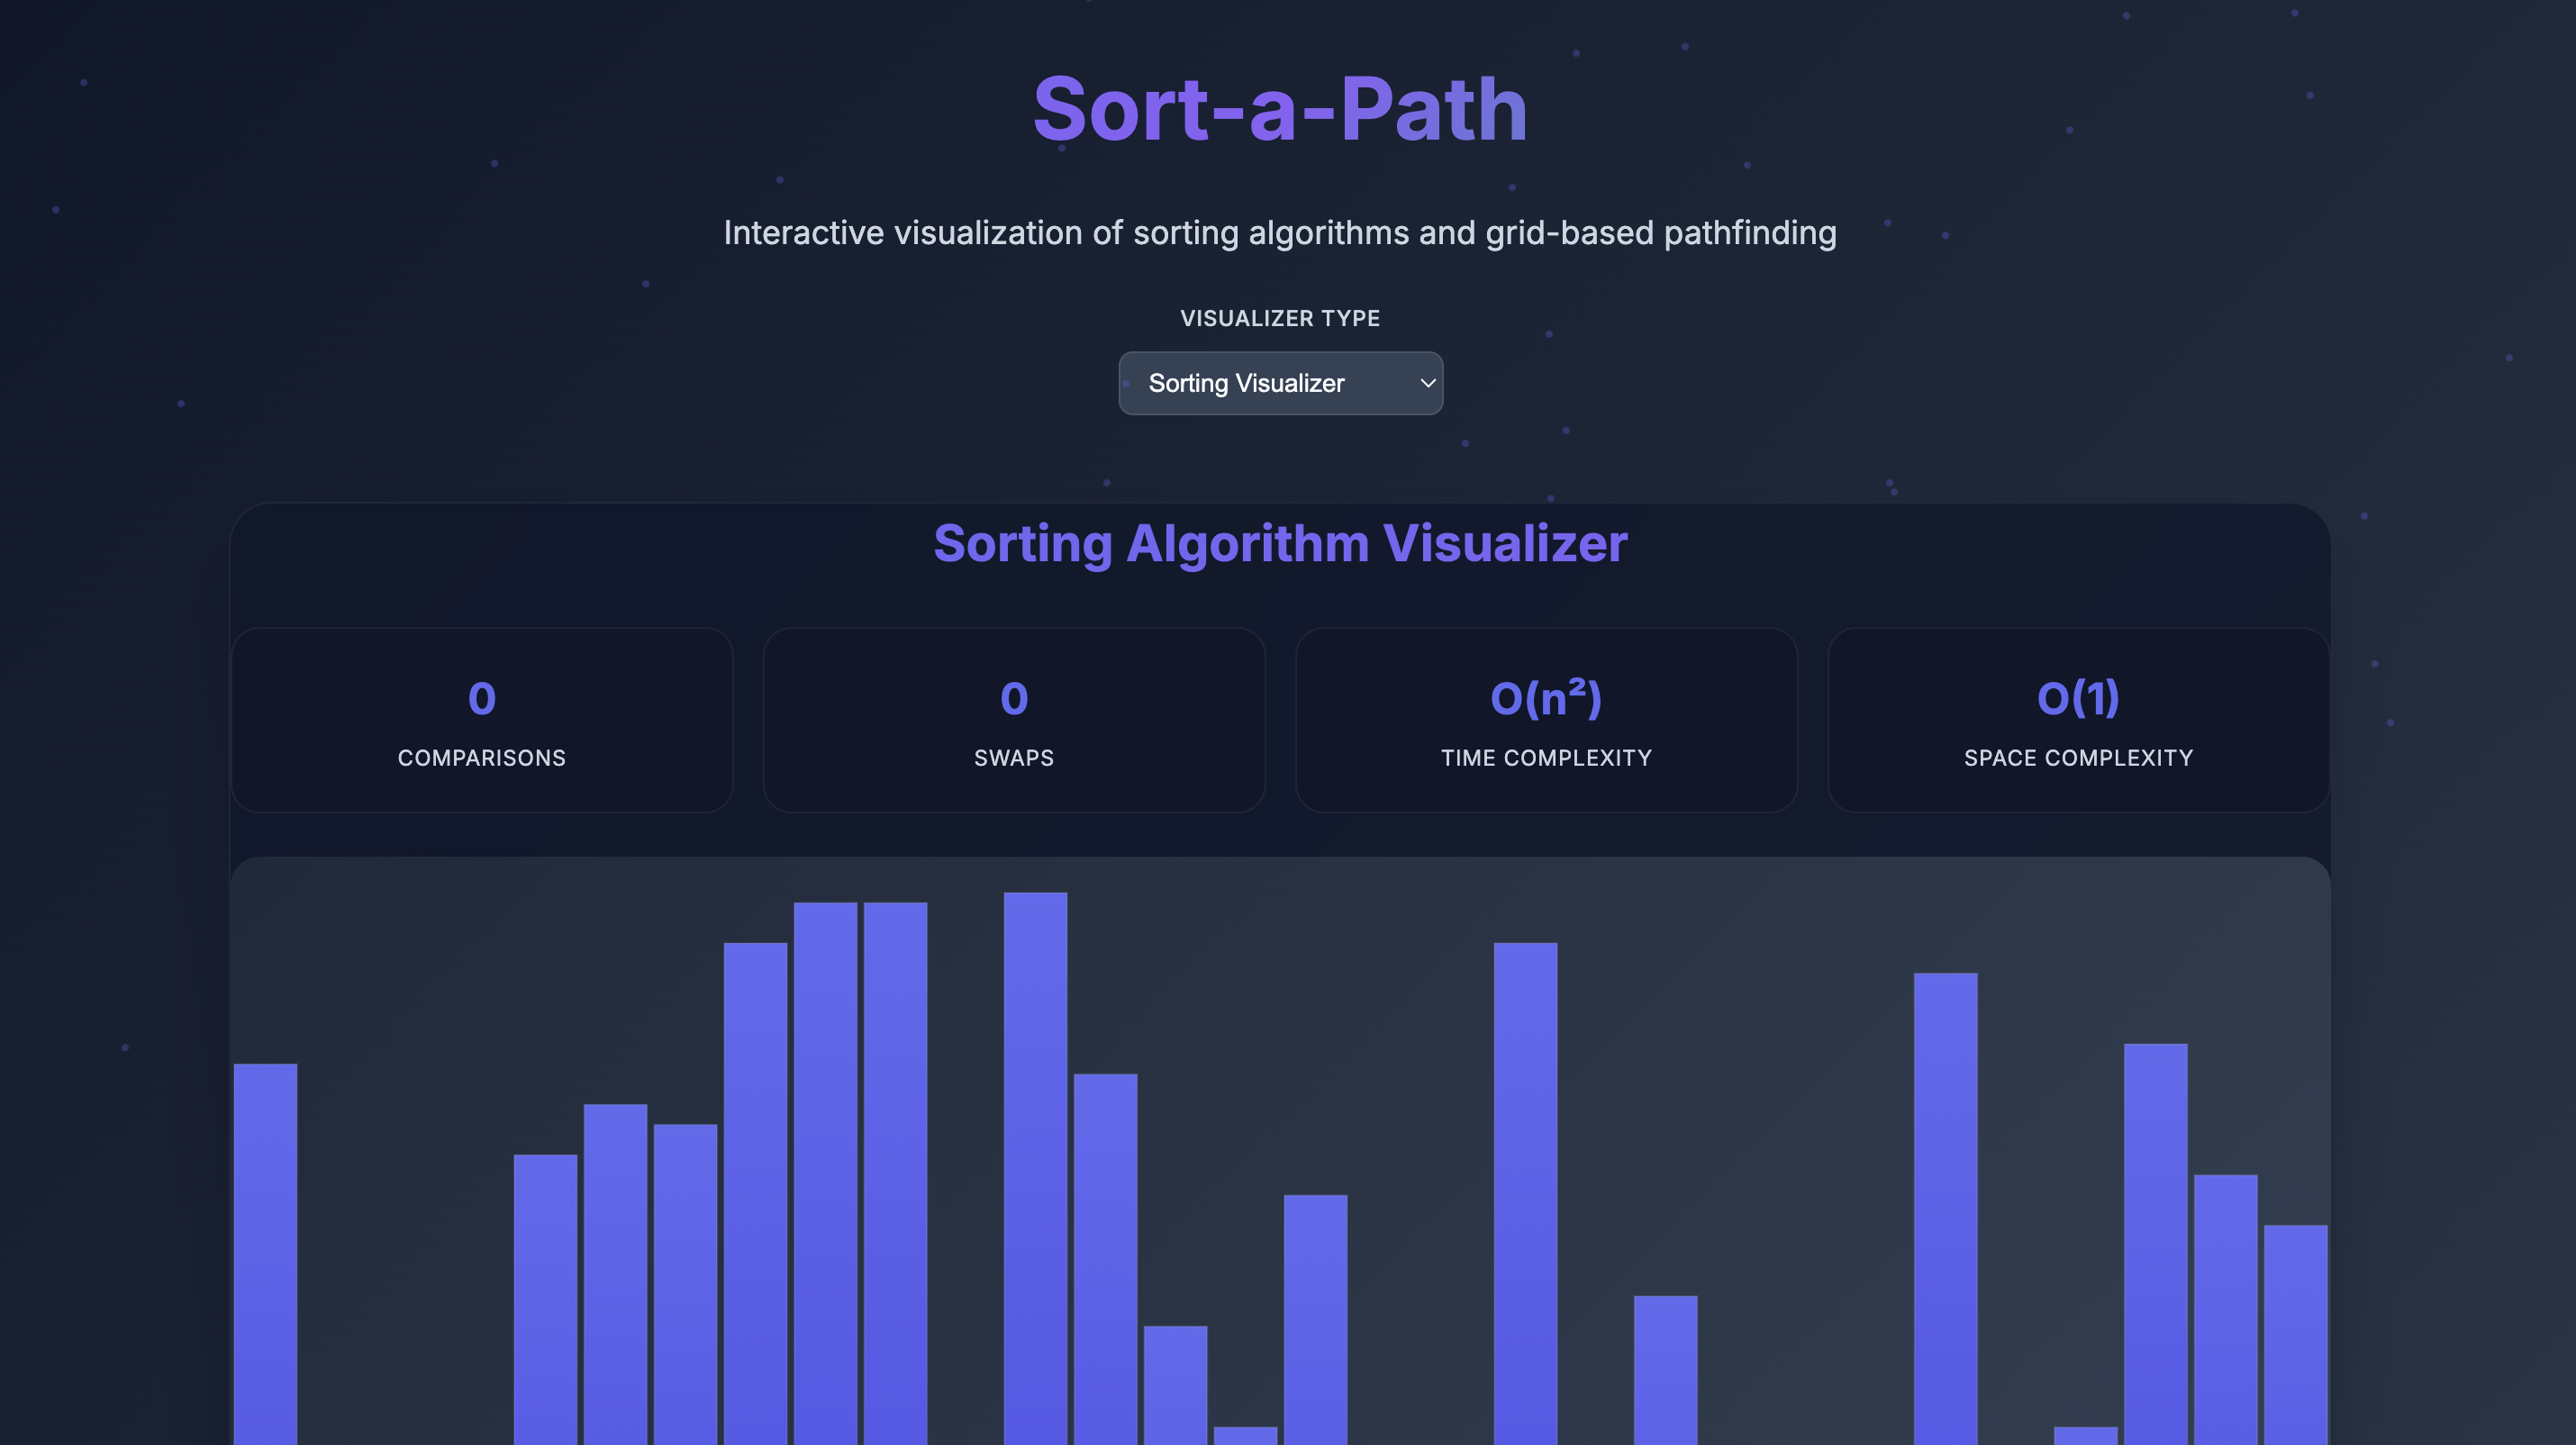 Sort-a-Path
Interactive visualization of sorting algorithms and grid-based pathfinding
VISUALIZER TYPE
Sorting Visualizer
Sorting Algorithm Visualizer
0
COMPARISONS
0
SWAPS
O(n²)
TIME COMPLEXITY
O(1)
SPACE COMPLEXITY